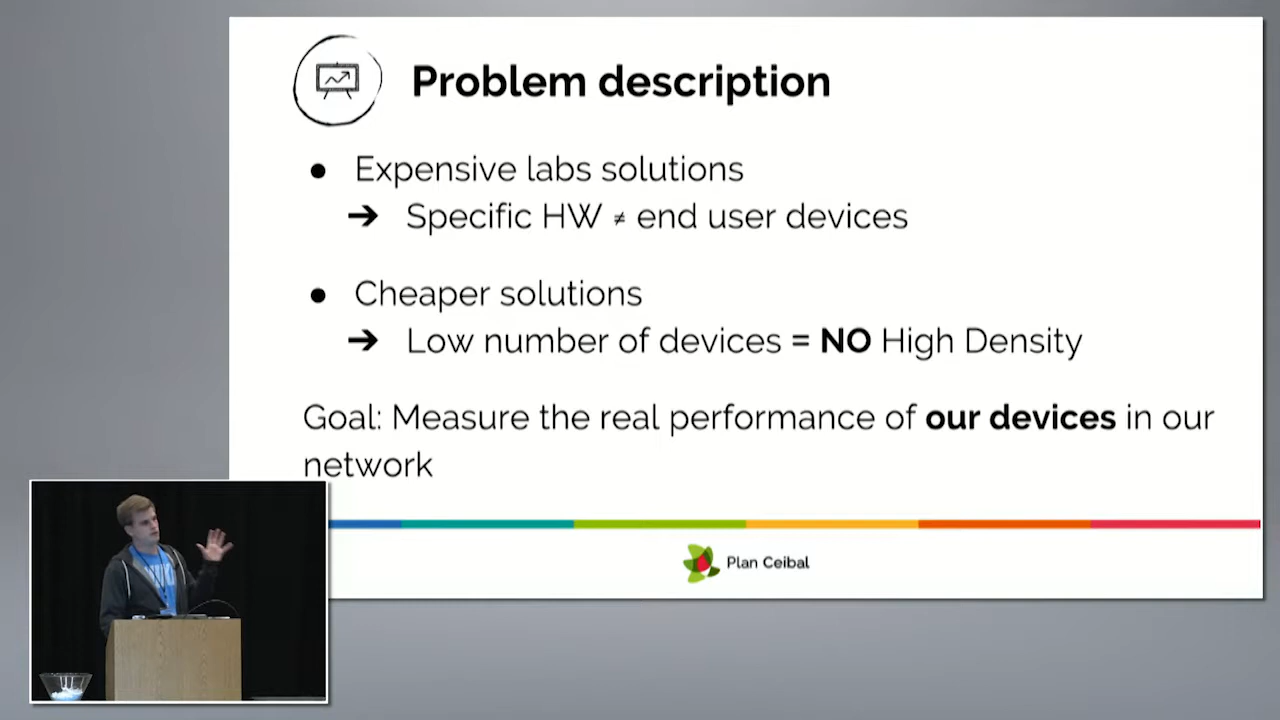 Problem description
● Expensive labs solutions
➔ Specific HW ≠ end user devices
● Cheaper solutions
➔ Low number of devices = NO High Density
Goal: Measure the real performance of our devices in our
network
Plan Ceibal